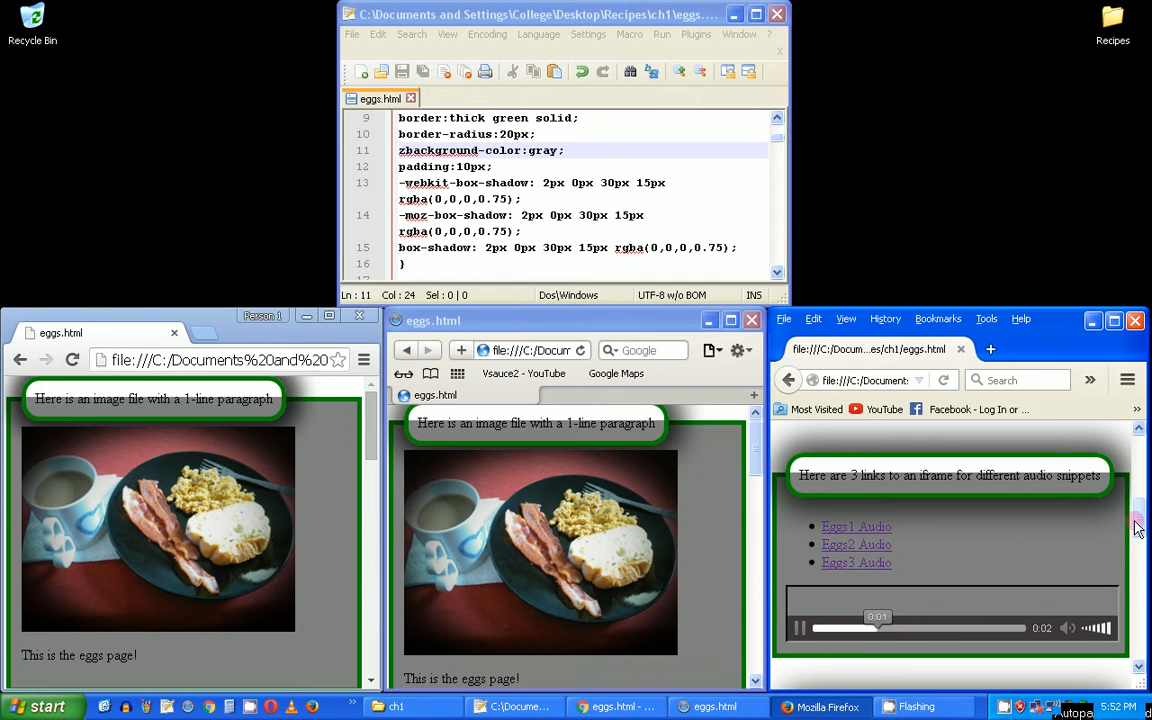 Recycle Bin
Recipes
C:\Documents and Settings\College\Desktop\Recipes\ch1\eggs....
File Edit Search View Encoding Language Settings Macro Run Plugins Window ?
X
eggs.html
9 border:thick green solid;
10 border-radius:20px;
11 zbackground-color:gray;
12 padding:10px;
13 -webkit-box-shadow: 2px 0px 30px 15px
rgba(0,0,0,0.75);
14 -moz-box-shadow: 2px 0px 30px 15px
rgba(0,0,0,0.75);
15 box-shadow: 2px 0px 30px 15px rgba(0,0,0,0.75);
16 }
Ln : 11 Col : 24 Sel : 0 | 0 Dos\Windows UTF-8 w/o BOM INS
Person 1
eggs.html
file:///C:/Documents%20and%20
Here is an image file with a 1-line paragraph
This is the eggs page!
eggs.html
file:///C:/Docum
Google
Vsauce2 - YouTube Google Maps
eggs.html
Here is an image file with a 1-line paragraph
This is the eggs page!
File Edit View History Bookmarks Tools Help
file:///C:/Docum...es/ch1/eggs.html
file:///C:/Document:
Search
Most Visited YouTube Facebook - Log In or ...
Here are 3 links to an iframe for different audio snippets
Eggs1 Audio
Eggs2 Audio
Eggs3 Audio
0:01
0:02
start
ch1
C:\Docume...
eggs.html - ...
eggs.html
Mozilla Firefox
Flashing
5:52 PM
Autopa